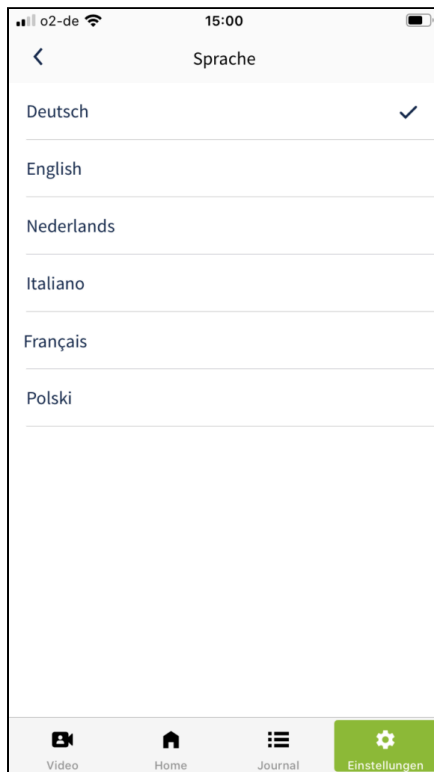 o2-de 15:00
Sprache
Deutsch
English
Nederlands
Italiano
Français
Polski
Video Home Journal Einstellungen